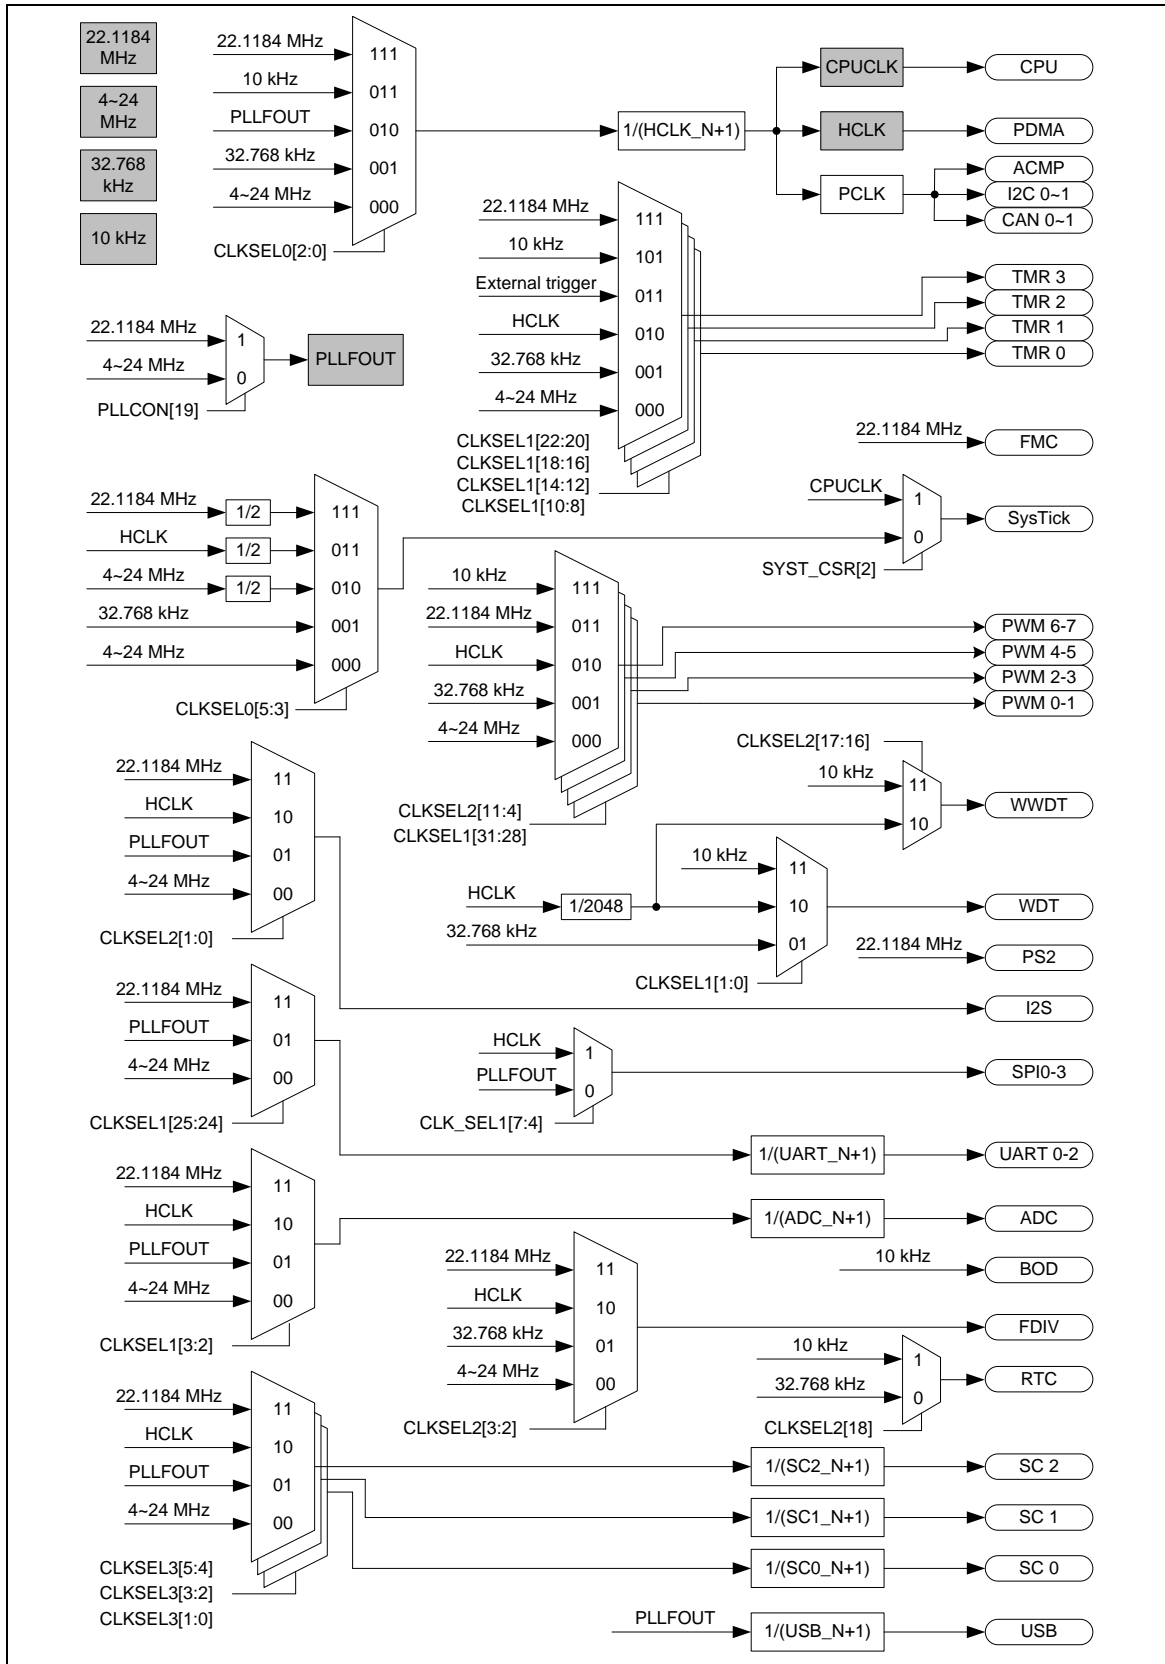 22.1184
MHz
4~24
MHz
32.768
kHz
10 kHz
22.1184 MHz
111
10 kHz
011
PLLFOUT
010
32.768 kHz
001
4~24 MHz
000
CLKSEL0[2:0]
1/(HCLK_N+1)
CPUCLK
CPU
HCLK
PDMA
PCLK
ACMP
I2C 0~1
CAN 0~1
22.1184 MHz
111
10 kHz
101
External trigger
011
HCLK
010
32.768 kHz
001
4~24 MHz
000
CLKSEL1[22:20]
CLKSEL1[18:16]
CLKSEL1[14:12]
CLKSEL1[10:8]
TMR 3
TMR 2
TMR 1
TMR 0
22.1184 MHz
1
4~24 MHz
0
PLLCON[19]
PLLFOUT
22.1184 MHz
FMC
22.1184 MHz
1/2
111
HCLK
1/2
011
4~24 MHz
1/2
010
32.768 kHz
001
4~24 MHz
000
CLKSEL0[5:3]
CPUCLK
1
0
SYST_CSR[2]
SysTick
10 kHz
111
22.1184 MHz
011
HCLK
010
32.768 kHz
001
4~24 MHz
000
CLKSEL2[11:4]
CLKSEL1[31:28]
PWM 6-7
PWM 4-5
PWM 2-3
PWM 0-1
CLKSEL2[17:16]
10 kHz
11
10
WWDT
22.1184 MHz
11
HCLK
10
PLLFOUT
01
4~24 MHz
00
CLKSEL2[1:0]
10 kHz
11
HCLK
1/2048
10
32.768 kHz
01
CLKSEL1[1:0]
WDT
22.1184 MHz
PS2
I2S
22.1184 MHz
11
PLLFOUT
01
4~24 MHz
00
CLKSEL1[25:24]
HCLK
1
PLLFOUT
0
CLK_SEL1[7:4]
SPI0-3
1/(UART_N+1)
UART 0-2
22.1184 MHz
11
HCLK
10
PLLFOUT
01
4~24 MHz
00
CLKSEL1[3:2]
1/(ADC_N+1)
ADC
10 kHz
BOD
22.1184 MHz
11
HCLK
10
32.768 kHz
01
4~24 MHz
00
CLKSEL2[3:2]
FDIV
10 kHz
1
32.768 kHz
0
CLKSEL2[18]
RTC
22.1184 MHz
11
HCLK
10
PLLFOUT
01
4~24 MHz
00
CLKSEL3[5:4]
CLKSEL3[3:2]
CLKSEL3[1:0]
1/(SC2_N+1)
SC 2
1/(SC1_N+1)
SC 1
1/(SC0_N+1)
SC 0
PLLFOUT
1/(USB_N+1)
USB